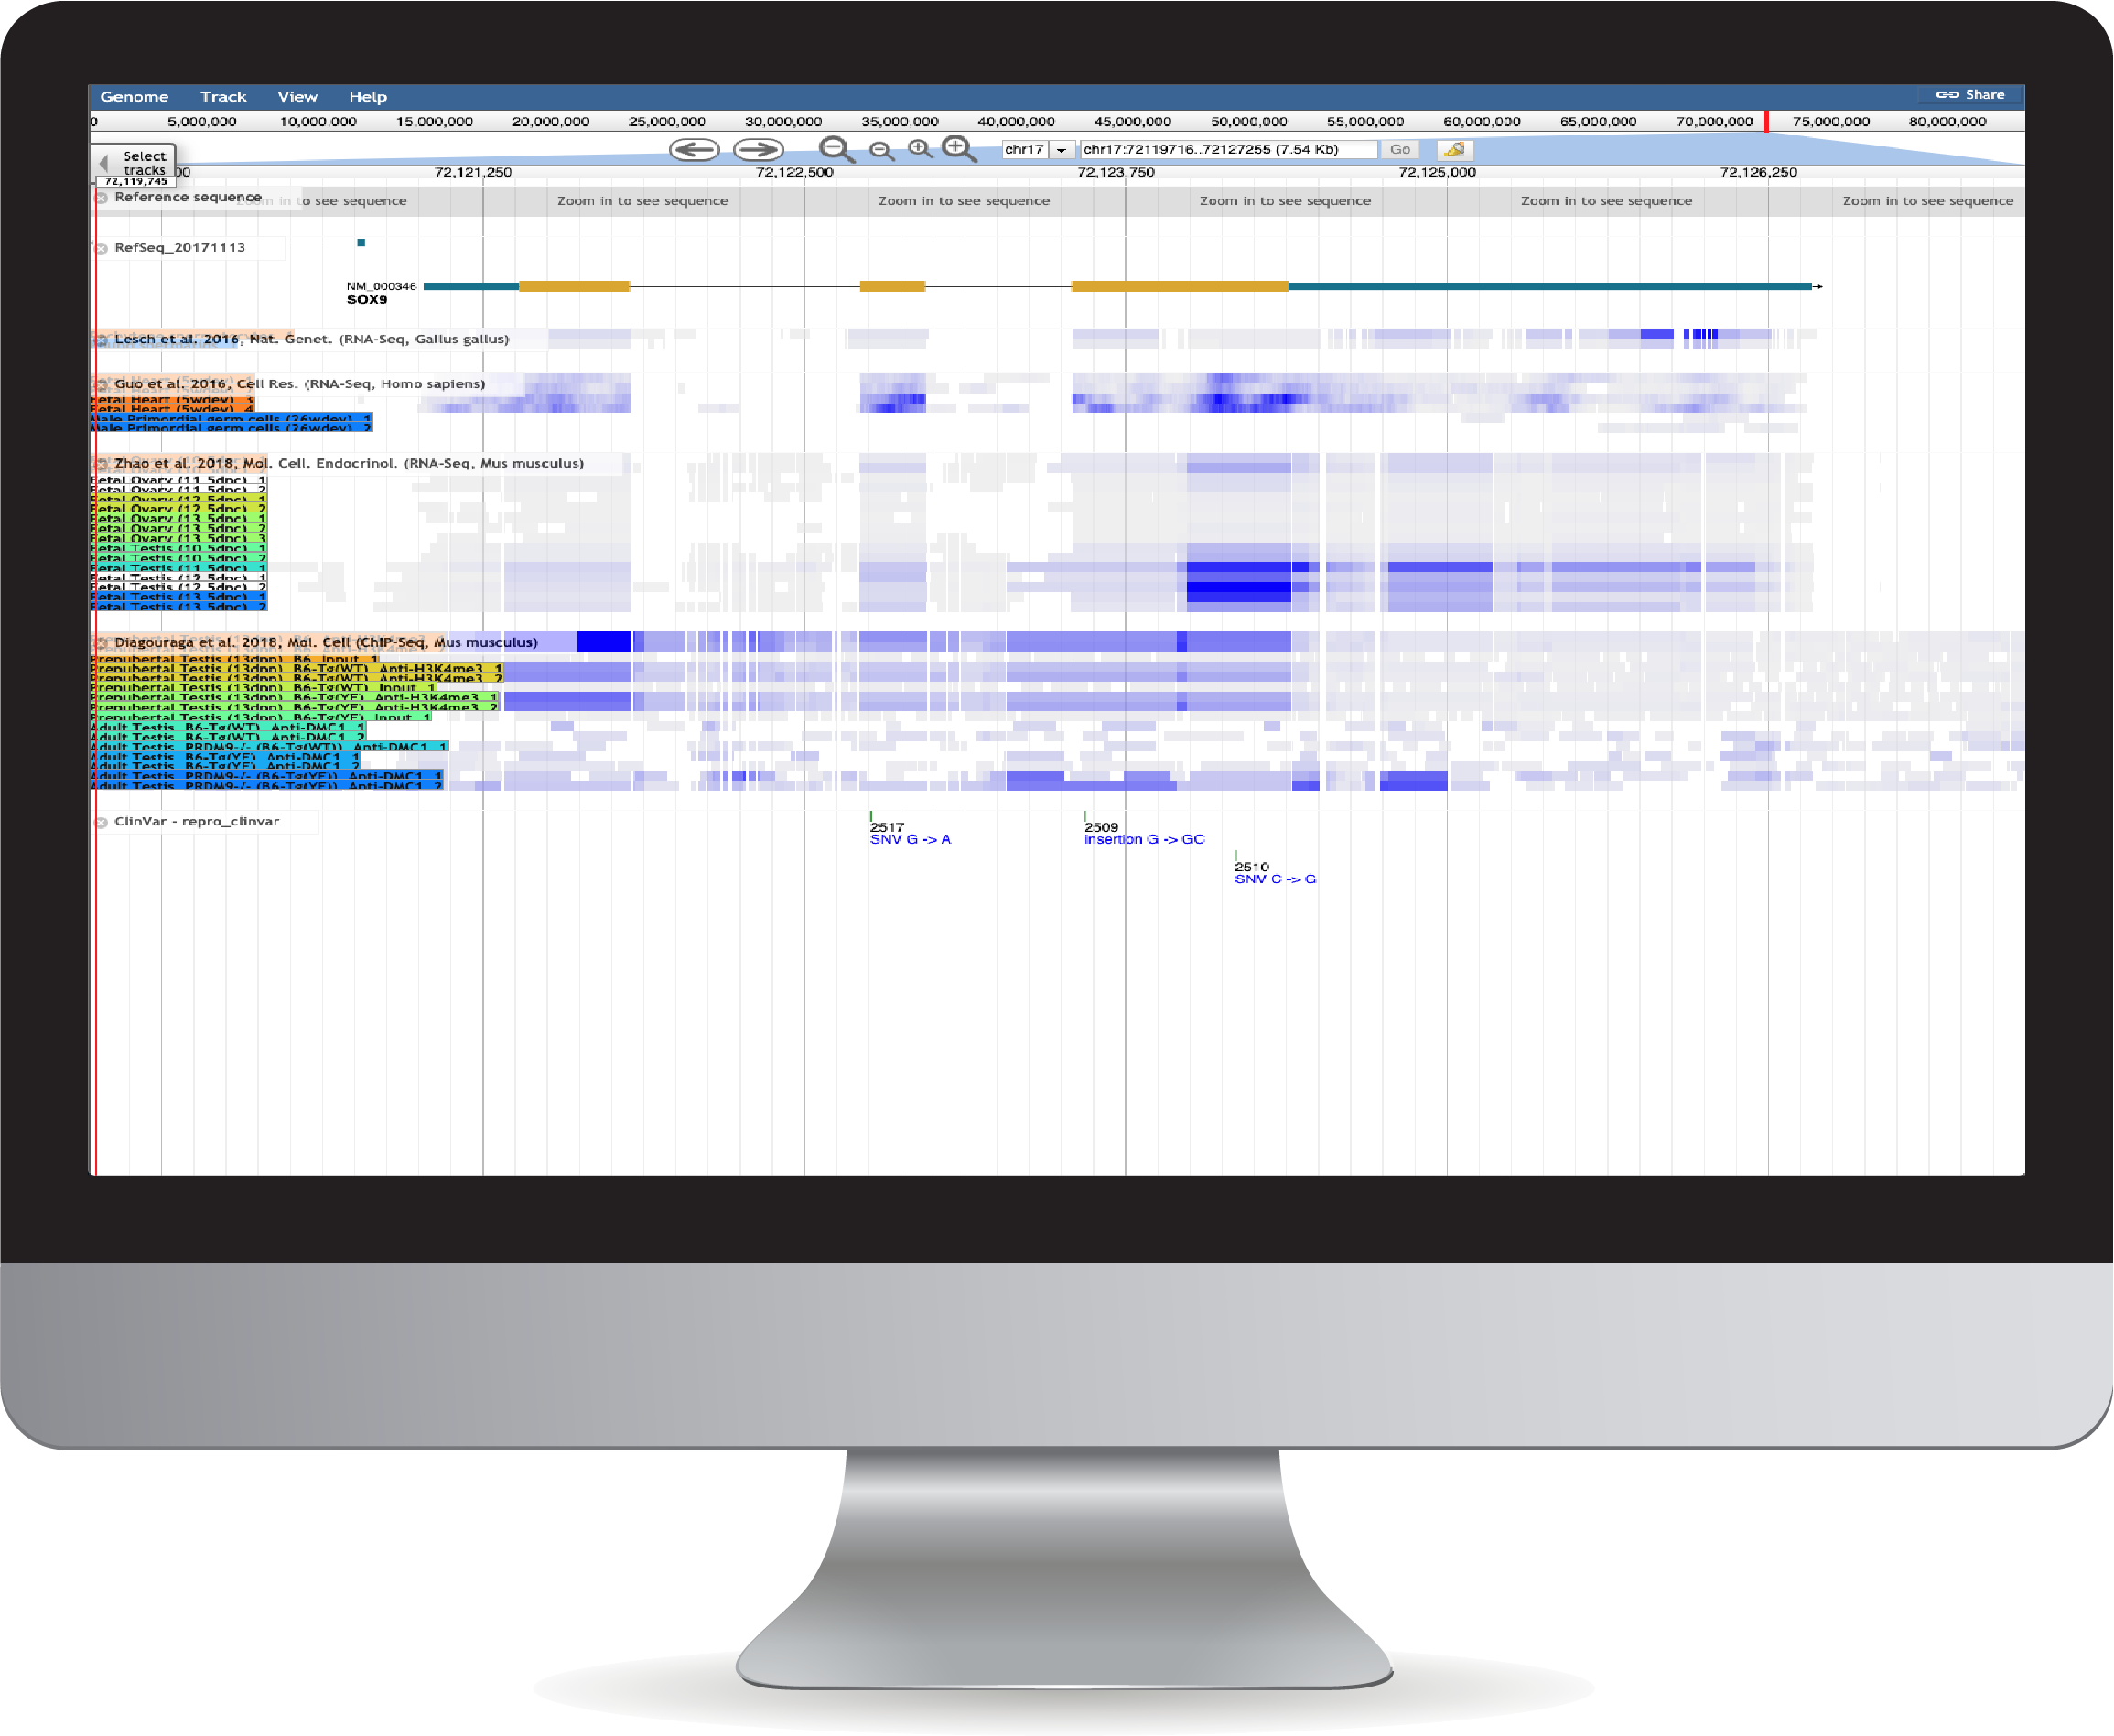 Genome Track View Help Share
0 5,000,000 10,000,000 15,000,000 20,000,000 25,000,000 30,000,000 35,000,000 40,000,000 45,000,000 50,000,000 55,000,000 60,000,000 65,000,000 70,000,000 75,000,000 80,000,000
Select
tracks
chr17 chr17:72119716..72127255 (7.54 Kb) Go
72,121,250 72,122,500 72,123,750 72,125,000 72,126,250
72,119,745
Reference sequence
in to see sequence Zoom in to see sequence Zoom in to see sequence Zoom in to see sequence Zoom in to see sequence Zoom in to see sequence
RefSeq_20171113
NM_000346
SOX9
Lesch et al. 2016, Nat. Genet. (RNA-Seq, Gallus gallus)
Guo et al. 2016, Cell Res. (RNA-Seq, Homo sapiens)
Fetal Heart (5wdev) 3
Fetal Heart (5wdev) 4
Male Primordial germ cells (26wdev) 1
Male Primordial germ cells (26wdev) 2
Zhao et al. 2018, Mol. Cell. Endocrinol. (RNA-Seq, Mus musculus)
Fetal Ovary (11.5dpc) 1
Fetal Ovary (11.5dpc) 2
Fetal Ovary (12.5dpc) 1
Fetal Ovary (12.5dpc) 2
Fetal Ovary (13.5dpc) 1
Fetal Ovary (13.5dpc) 2
Fetal Ovary (13.5dpc) 3
Fetal Testis (10.5dpc) 1
Fetal Testis (10.5dpc) 2
Fetal Testis (11.5dpc) 1
Fetal Testis (12.5dpc) 1
Fetal Testis (12.5dpc) 2
Fetal Testis (13.5dpc) 1
Fetal Testis (13.5dpc) 2
Diagouraga et al. 2018, Mol. Cell (ChIP-Seq, Mus musculus)
Prepubertal Testis (13dpp) B6 Input 1
Prepubertal Testis (13dpp) B6-Tg(WT) Anti-H3K4me3 1
Prepubertal Testis (13dpp) B6-Tg(WT) Anti-H3K4me3 2
Prepubertal Testis (13dpp) B6-Tg(WT) Input 1
Prepubertal Testis (13dpp) B6-Tg(YF) Anti-H3K4me3 1
Prepubertal Testis (13dpp) B6-Tg(YF) Anti-H3K4me3 2
Prepubertal Testis (13dpp) B6-Tg(YF) Input 1
Adult Testis B6-Tg(WT) Anti-DMC1 1
Adult Testis B6-Tg(WT) Anti-DMC1 2
Adult Testis PRDM9-/- (B6-Tg(WT)) Anti-DMC1 1
Adult Testis B6-Tg(YF) Anti-DMC1 1
Adult Testis B6-Tg(YF) Anti-DMC1 2
Adult Testis PRDM9-/- (B6-Tg(YF)) Anti-DMC1 1
Adult Testis PRDM9-/- (B6-Tg(YF)) Anti-DMC1 2
ClinVar - repro_clinvar
2517
SNV G -> A
2509
insertion G -> GC
2510
SNV C -> G